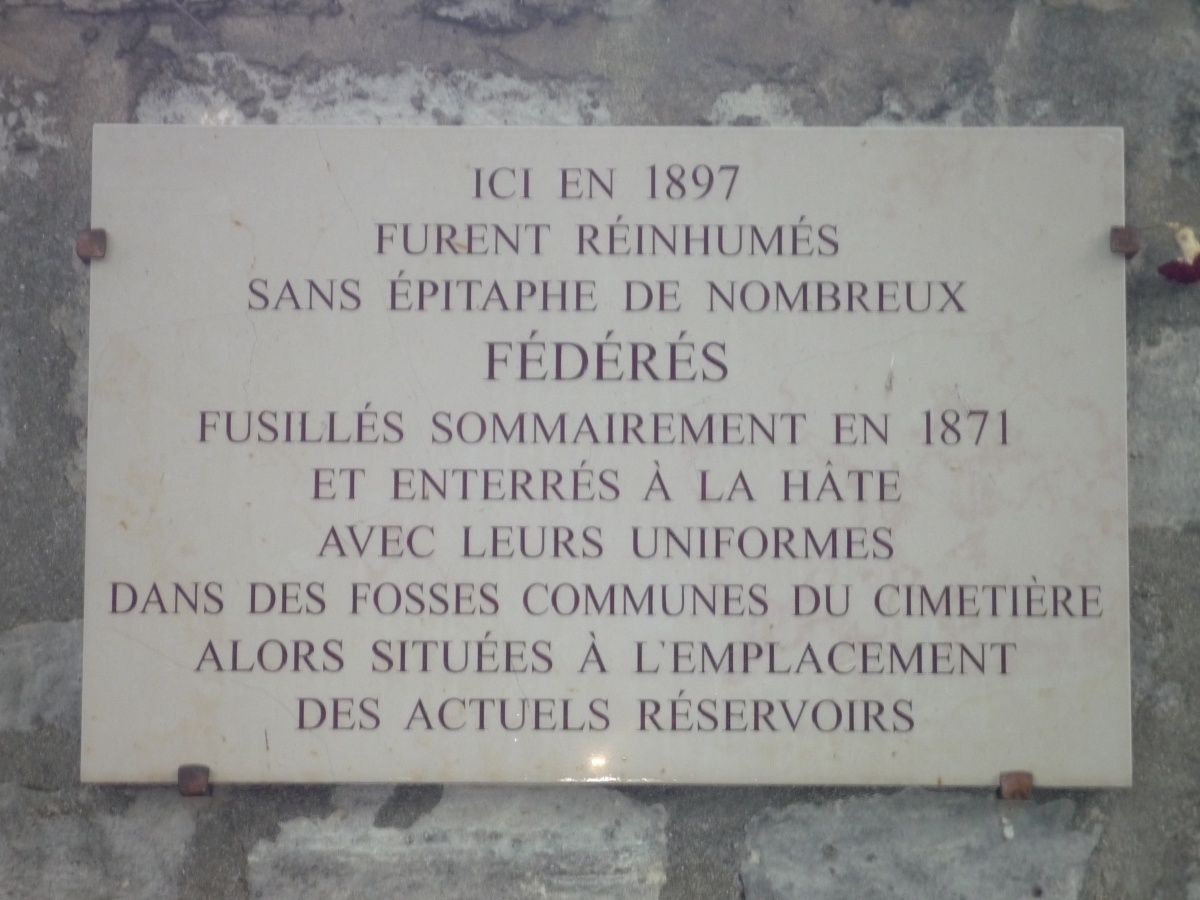 ICI EN 1897
FURENT RÉINHUMÉS
SANS ÉPITAPHE DE NOMBREUX
FÉDÉRÉS
FUSILLÉS SOMMAIREMENT EN 1871
ET ENTERRÉS À LA HÂTE
AVEC LEURS UNIFORMES
DANS DES FOSSES COMMUNES DU CIMETIÈRE
ALORS SITUÉES À L'EMPLACEMENT
DES ACTUELS RÉSERVOIRS